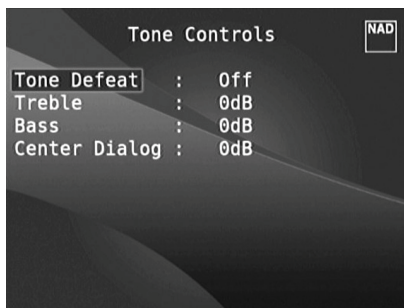 Tone Controls
NAD
Tone Defeat : Off
Treble : 0dB
Bass : 0dB
Center Dialog : 0dB